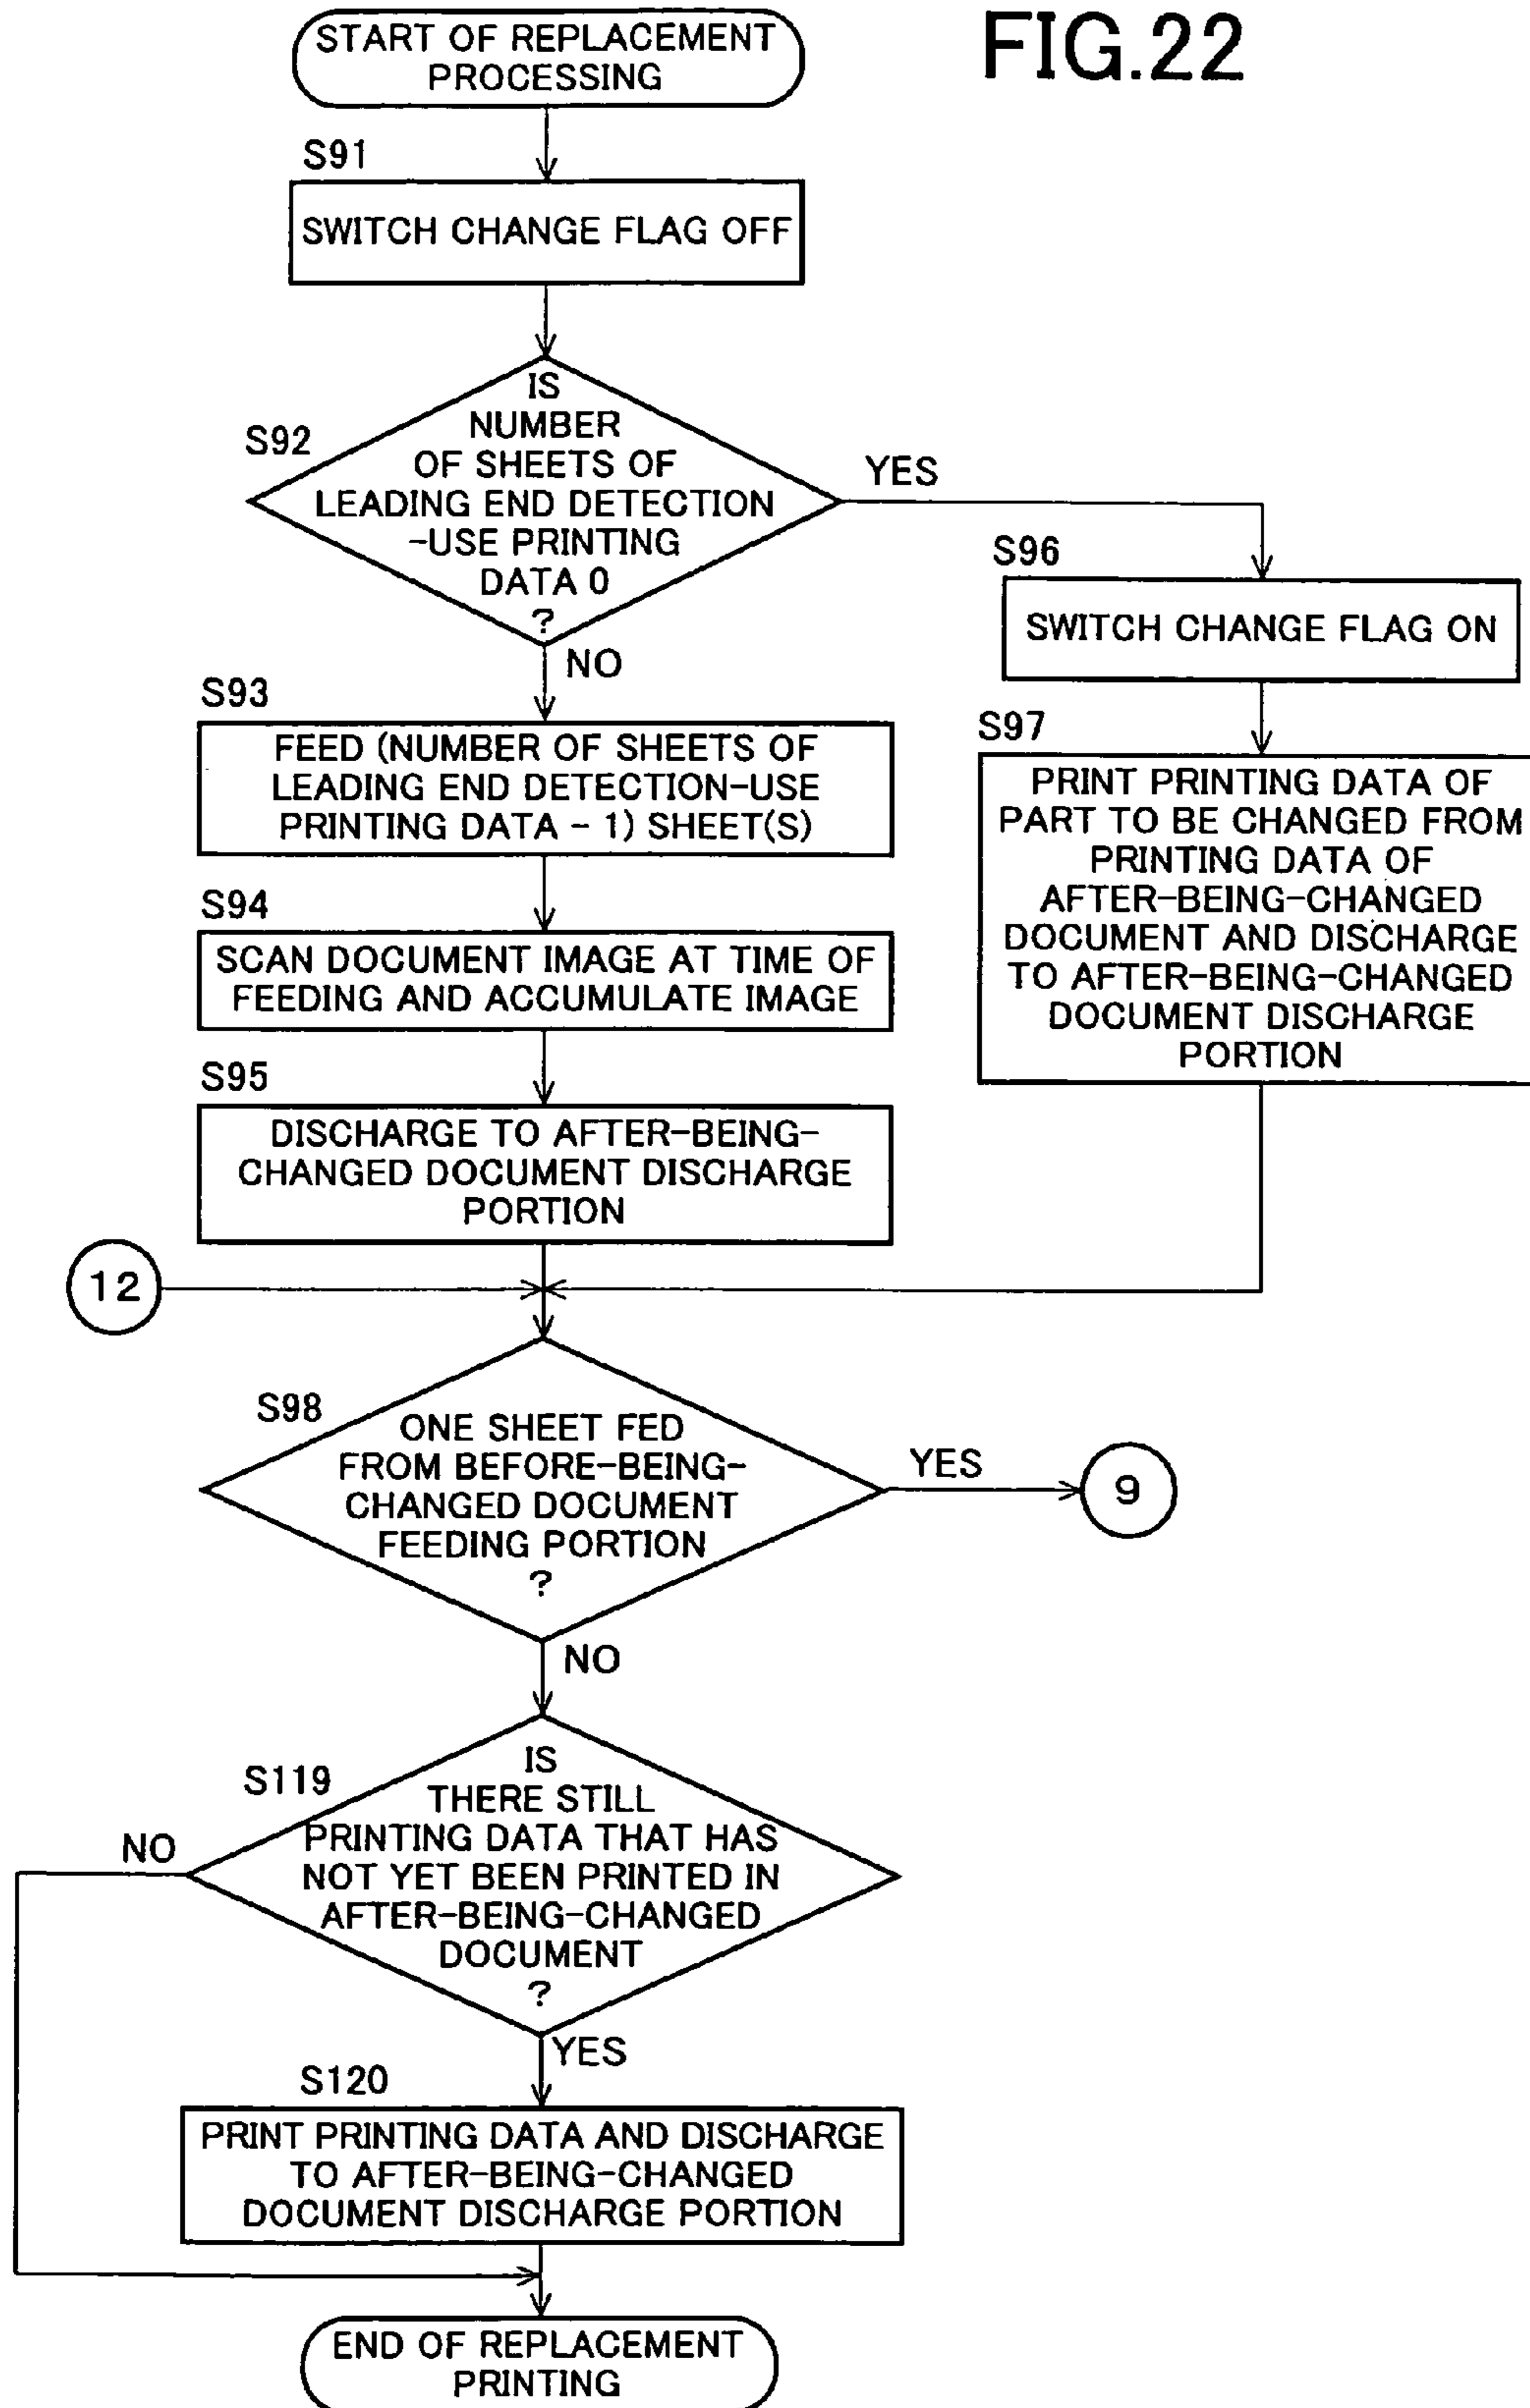 FIG.22
START OF REPLACEMENT
PROCESSING
S91
SWITCH CHANGE FLAG OFF
S92
IS
NUMBER
OF SHEETS OF
LEADING END DETECTION
-USE PRINTING
DATA 0
?
YES
NO
S96
SWITCH CHANGE FLAG ON
S93
FEED (NUMBER OF SHEETS OF
LEADING END DETECTION-USE
PRINTING DATA - 1) SHEET(S)
S97
PRINT PRINTING DATA OF
PART TO BE CHANGED FROM
PRINTING DATA OF
AFTER-BEING-CHANGED
DOCUMENT AND DISCHARGE
TO AFTER-BEING-CHANGED
DOCUMENT DISCHARGE
PORTION
S94
SCAN DOCUMENT IMAGE AT TIME OF
FEEDING AND ACCUMULATE IMAGE
S95
DISCHARGE TO AFTER-BEING-
CHANGED DOCUMENT DISCHARGE
PORTION
12
S98
ONE SHEET FED
FROM BEFORE-BEING-
CHANGED DOCUMENT
FEEDING PORTION
?
YES
9
NO
S119
IS
THERE STILL
PRINTING DATA THAT HAS
NOT YET BEEN PRINTED IN
AFTER-BEING-CHANGED
DOCUMENT
?
NO
YES
S120
PRINT PRINTING DATA AND DISCHARGE
TO AFTER-BEING-CHANGED
DOCUMENT DISCHARGE PORTION
END OF REPLACEMENT
PRINTING